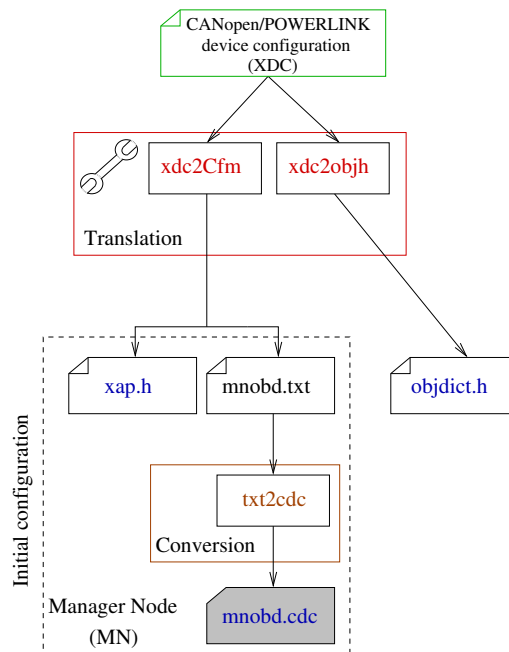 CANopen/POWERLINK
device configuration
(XDC)
xdc2Cfm
xdc2objh
Translation
xap.h
mnobd.txt
objdict.h
Initial configuration
txt2cdc
Conversion
Manager Node
(MN)
mnobd.cdc